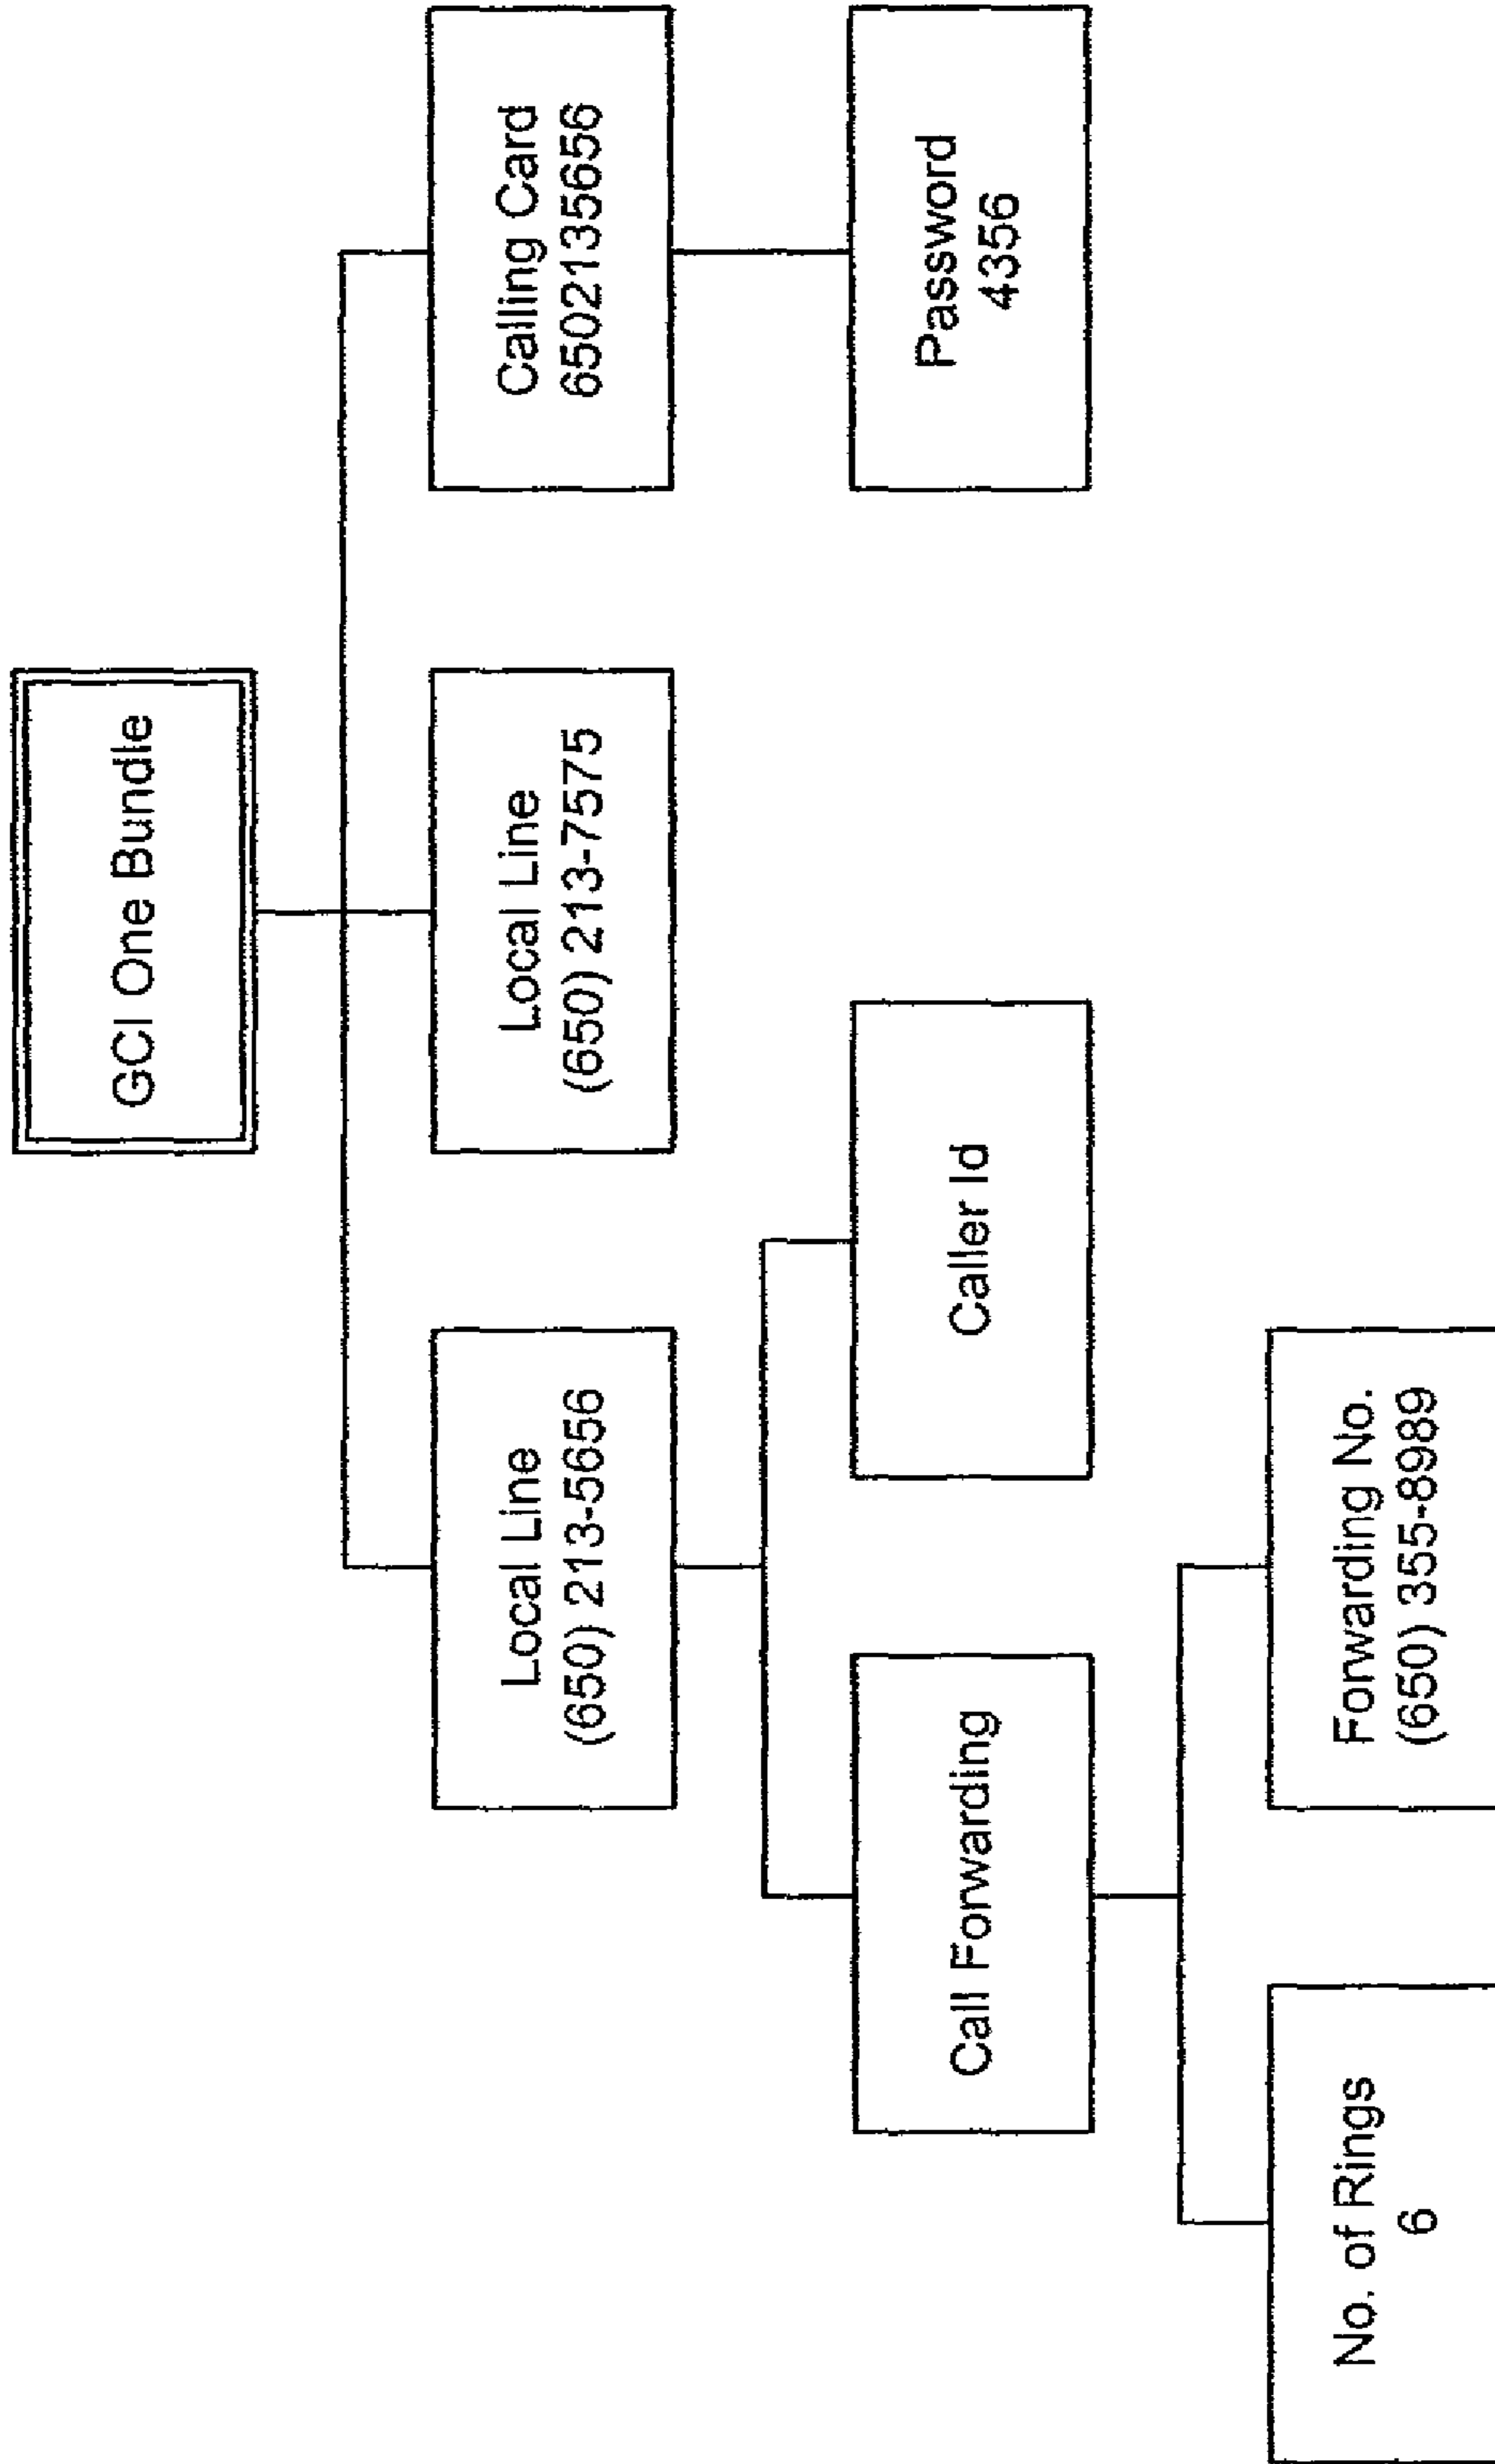 GCI One Bundle
Local Line
(650) 213-5656
Local Line
(650) 213-7575
Calling Card
6502135656
Call Forwarding
Caller Id
Password
4356
No. of Rings
6
Forwarding No.
(650) 355-8989